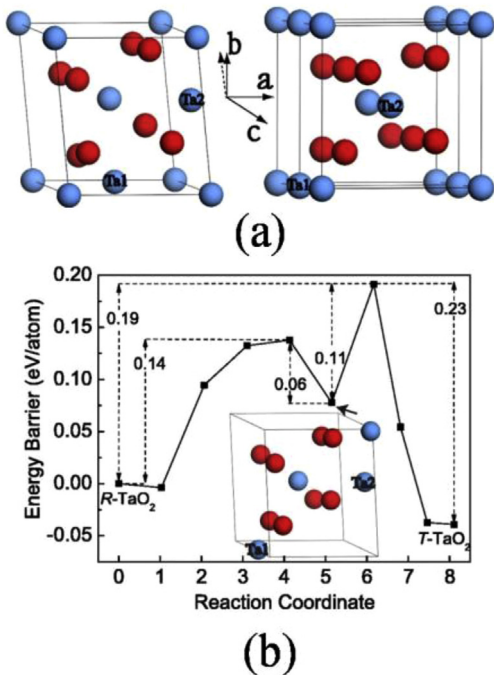 b
a
c
Ta2
Ta1
Ta2
Ta1
(a)
0.20
0.15
0.10
0.05
0.00
-0.05
Energy Barrier (eV/atom)
0.19
0.14
0.06
0.11
0.23
R-TaO₂
T-TaO₂
Ta2
Ta1
0 1 2 3 4 5 6 7 8
Reaction Coordinate
(b)